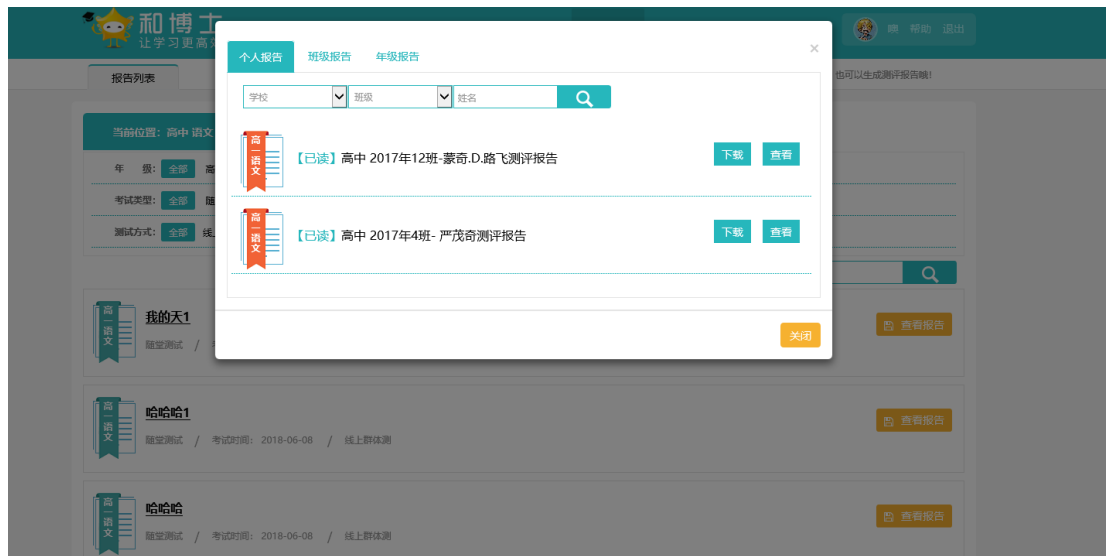 和博士
让学习更高
噢 帮助 退出
报告列表
也可以生成测评报告啦!
个人报告 班级报告 年级报告
×
学校 班级 姓名
高一语文
【已读】高中 2017年12班-蒙奇.D.路飞测评报告
下载 查看
高一语文
【已读】高中 2017年4班- 严茂奇测评报告
下载 查看
关闭
当前位置: 高中 语文
年 级: 全部 高
考试类型: 全部 随
测试方式: 全部 线
高一语文
我的天1
随堂测试 /
查看报告
高一语文
哈哈哈1
随堂测试 / 考试时间: 2018-06-08 / 线上群体测
查看报告
高一语文
哈哈哈
随堂测试 / 考试时间: 2018-06-08 / 线上群体测
查看报告